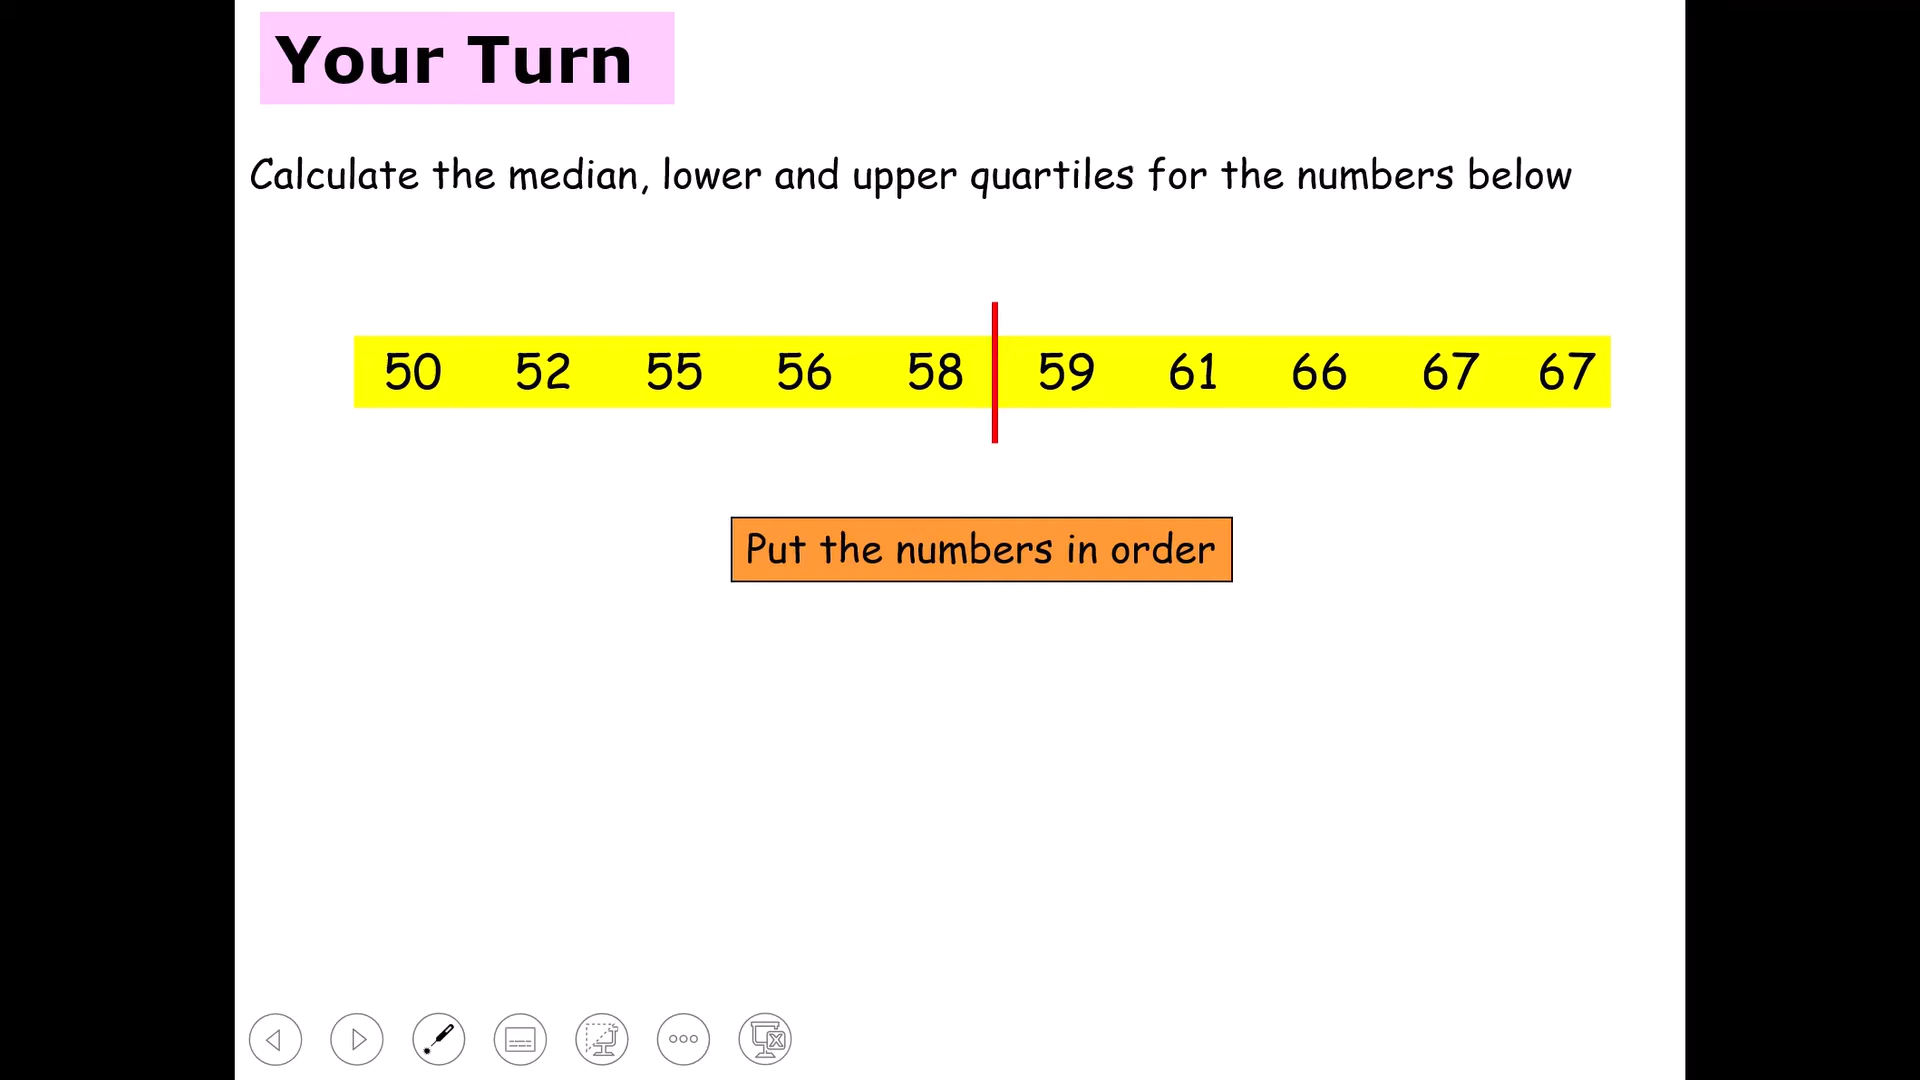 Your Turn
Calculate the median, lower and upper quartiles for the numbers below
50 52 55 56 58 59 61 66 67 67
Put the numbers in order